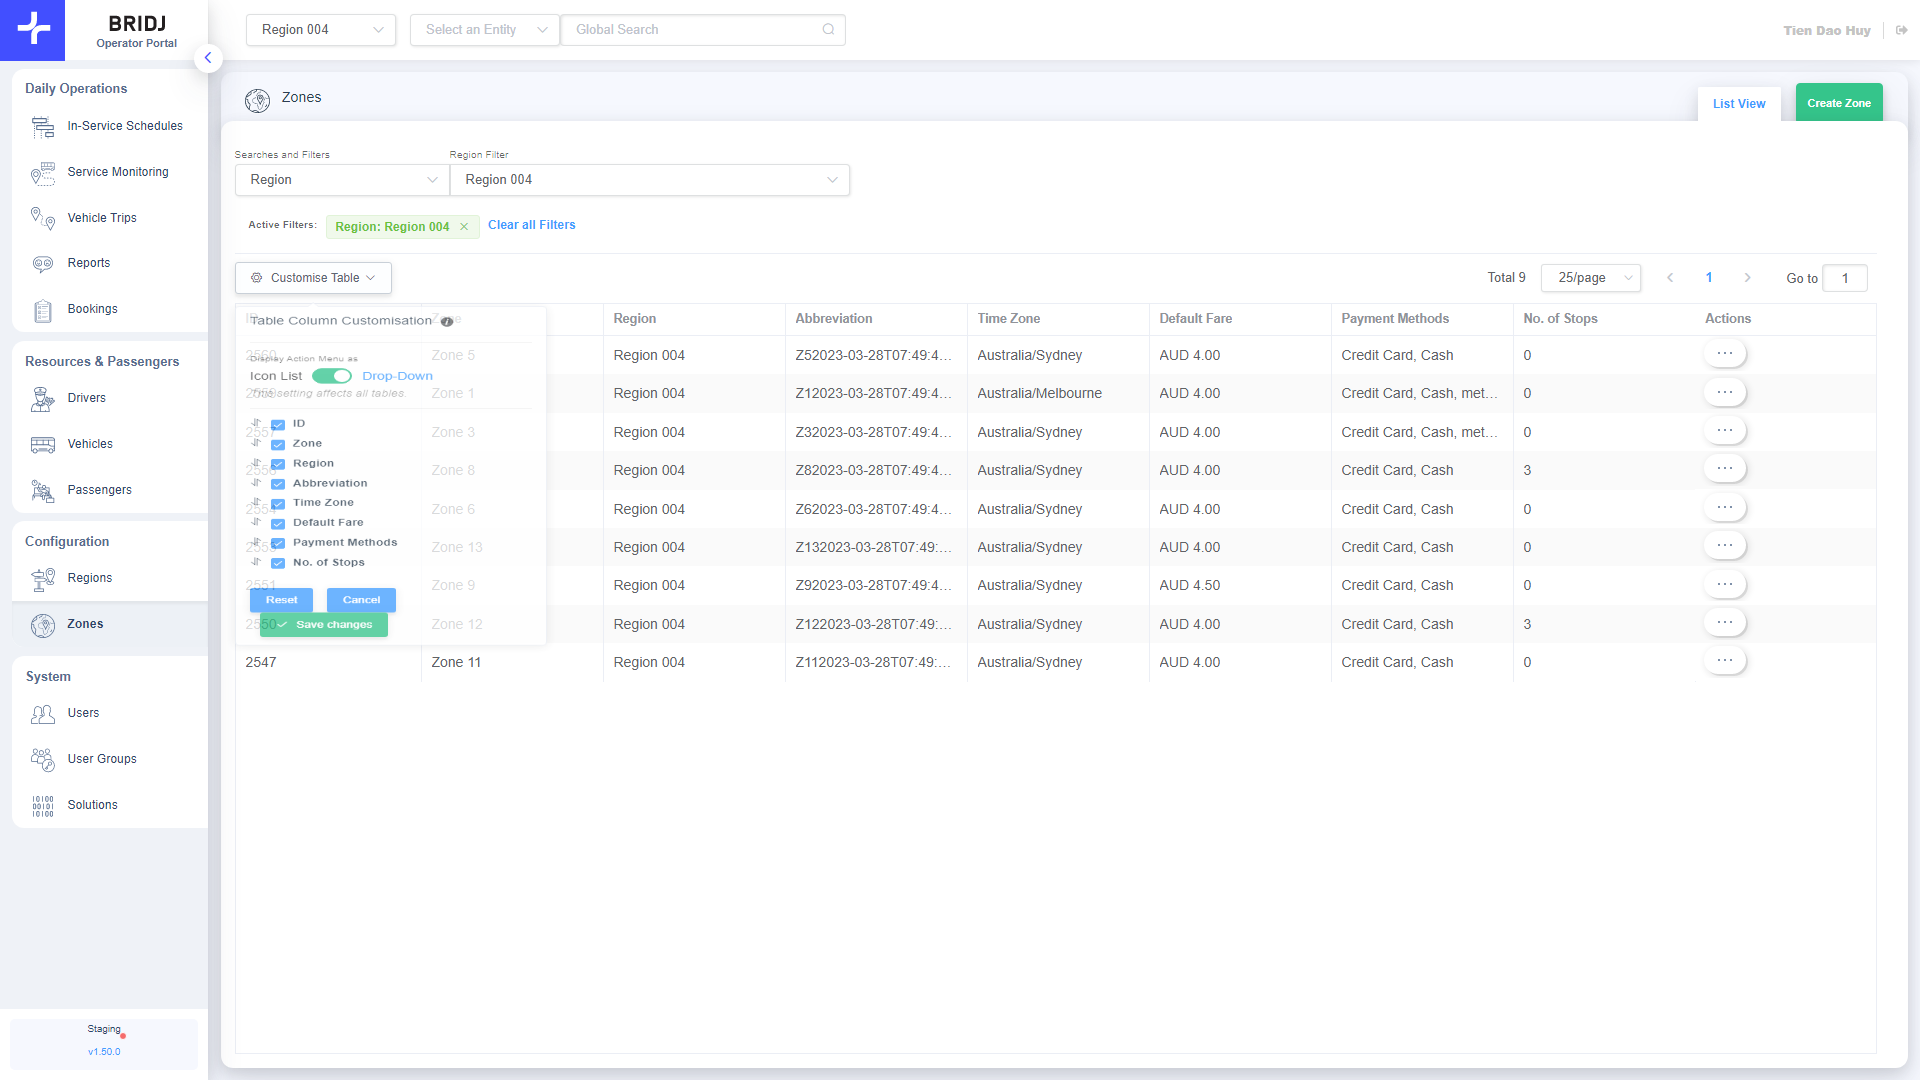 BRIDJ
Operator Portal
Region 004
Select an Entity
Global Search
Tien Dao Huy
Daily Operations
In-Service Schedules
Service Monitoring
Vehicle Trips
Reports
Bookings
Resources & Passengers
Drivers
Vehicles
Passengers
Configuration
Regions
Zones
System
Users
User Groups
Solutions
Staging
v1.50.0
Zones
List View
Create Zone
Searches and Filters
Region Filter
Region
Region 004
Active Filters:
Region: Region 004
Clear all Filters
Customise Table
Total 9
25/page
1
Go to
1
Table Column Customisation
Display Action Menu as
Icon List
Drop-Down
This setting affects all tables.
ID
Zone
Region
Abbreviation
Time Zone
Default Fare
Payment Methods
No. of Stops
Reset
Cancel
Save changes
Region Abbreviation Time Zone Default Fare Payment Methods No. of Stops Actions
Zone 5 Region 004 Z52023-03-28T07:49:4... Australia/Sydney AUD 4.00 Credit Card, Cash 0
Zone 1 Region 004 Z12023-03-28T07:49:4... Australia/Melbourne AUD 4.00 Credit Card, Cash, met... 0
2557 Zone 3 Region 004 Z32023-03-28T07:49:4... Australia/Sydney AUD 4.00 Credit Card, Cash, met... 0
Zone 8 Region 004 Z82023-03-28T07:49:4... Australia/Sydney AUD 4.00 Credit Card, Cash 3
2554 Zone 6 Region 004 Z62023-03-28T07:49:4... Australia/Sydney AUD 4.00 Credit Card, Cash 0
Zone 13 Region 004 Z132023-03-28T07:49:... Australia/Sydney AUD 4.00 Credit Card, Cash 0
2551 Zone 9 Region 004 Z92023-03-28T07:49:4... Australia/Sydney AUD 4.50 Credit Card, Cash 0
2550 Zone 12 Region 004 Z122023-03-28T07:49:... Australia/Sydney AUD 4.00 Credit Card, Cash 3
2547 Zone 11 Region 004 Z112023-03-28T07:49:... Australia/Sydney AUD 4.00 Credit Card, Cash 0